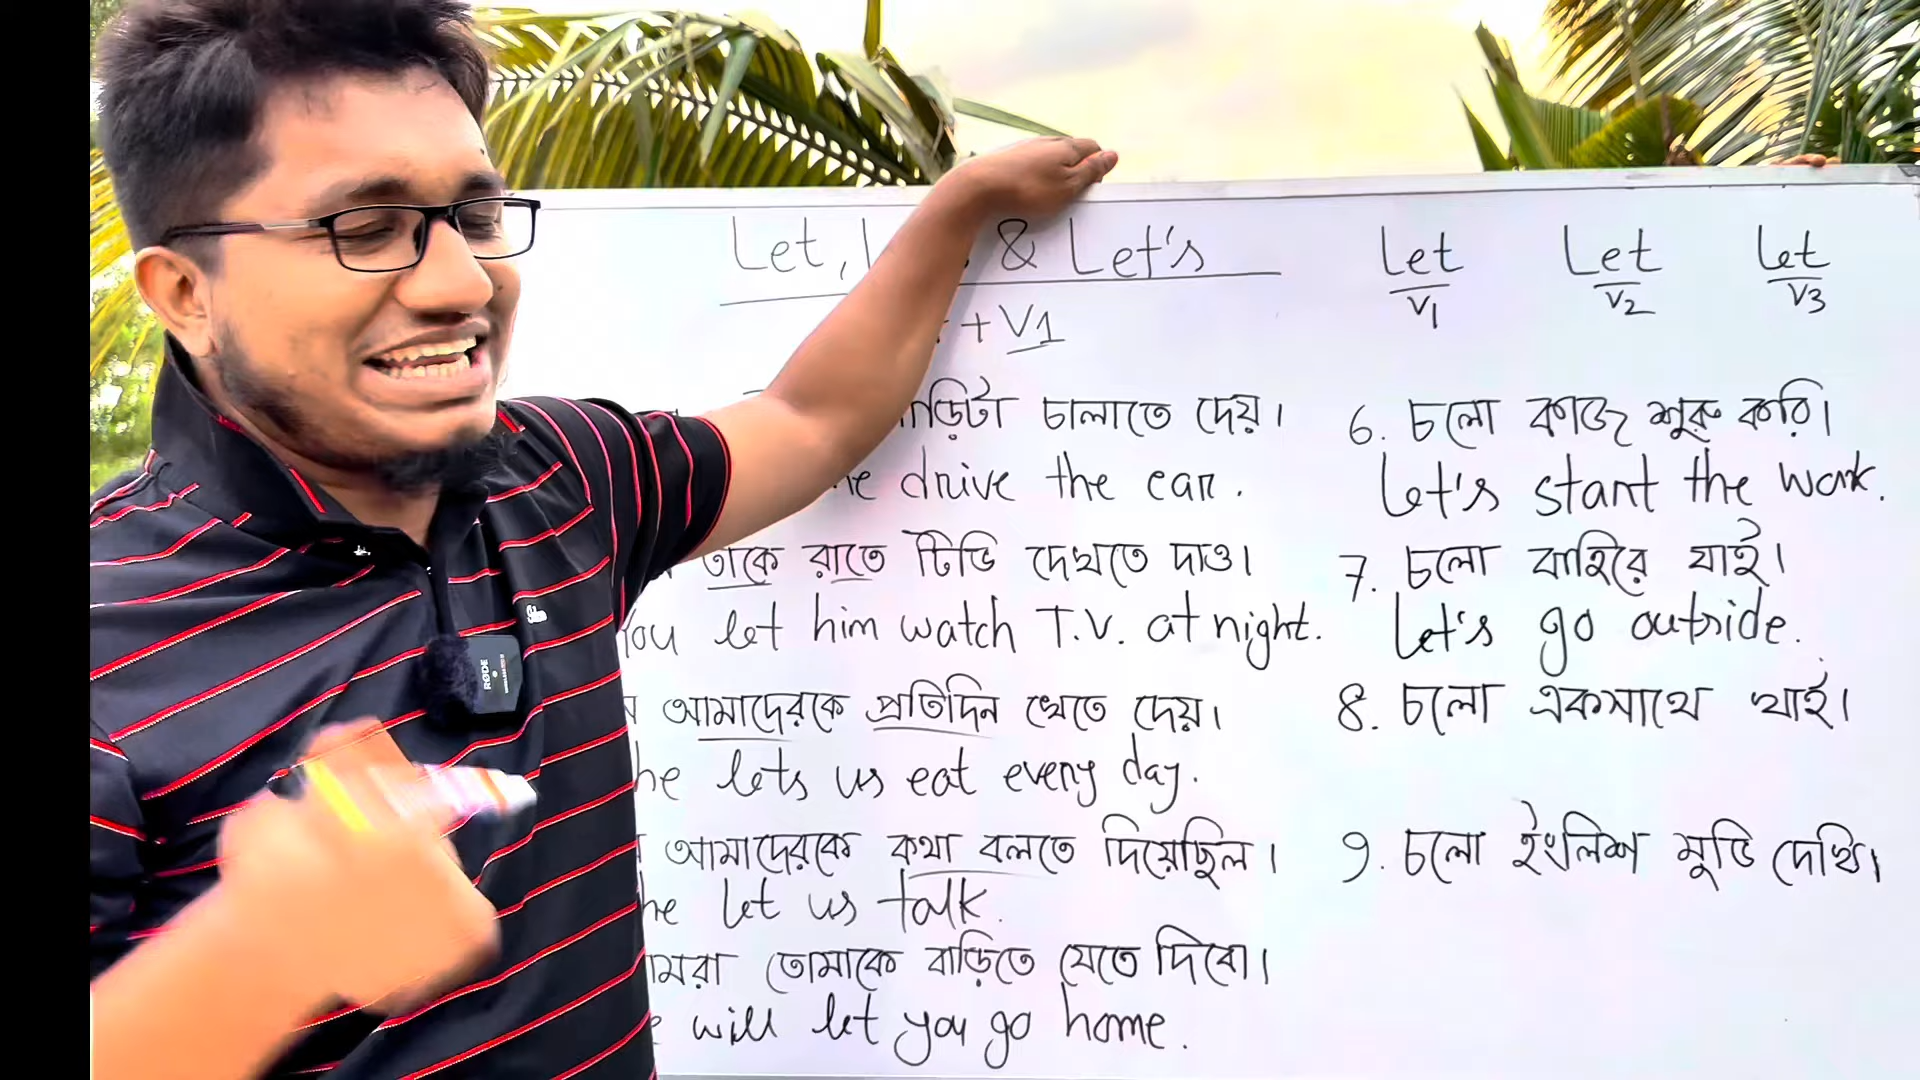 Let, & Let's
+ V1
চালাতে দেয়।
drive the car.
তাকে রাতে টিভি দেখতে দাও।
You let him watch T.V. at night.
আমাদেরকে প্রতিদিন খেতে দেয়।
he lets us eat every day.
আমাদেরকে কথা বলতে দিয়েছিল।
he let us talk.
তোমাকে বাড়িতে যেতে দিবো।
will let you go home.
Let Let Let
V1 V2 V3
6. চলো কাজ শুরু করি।
Let's start the work.
7. চলো বাহিরে যাই।
Let's go outside.
8. চলো একসাথে খাই।
9. চলো ইংলিশ মুভি দেখি।
RØDE